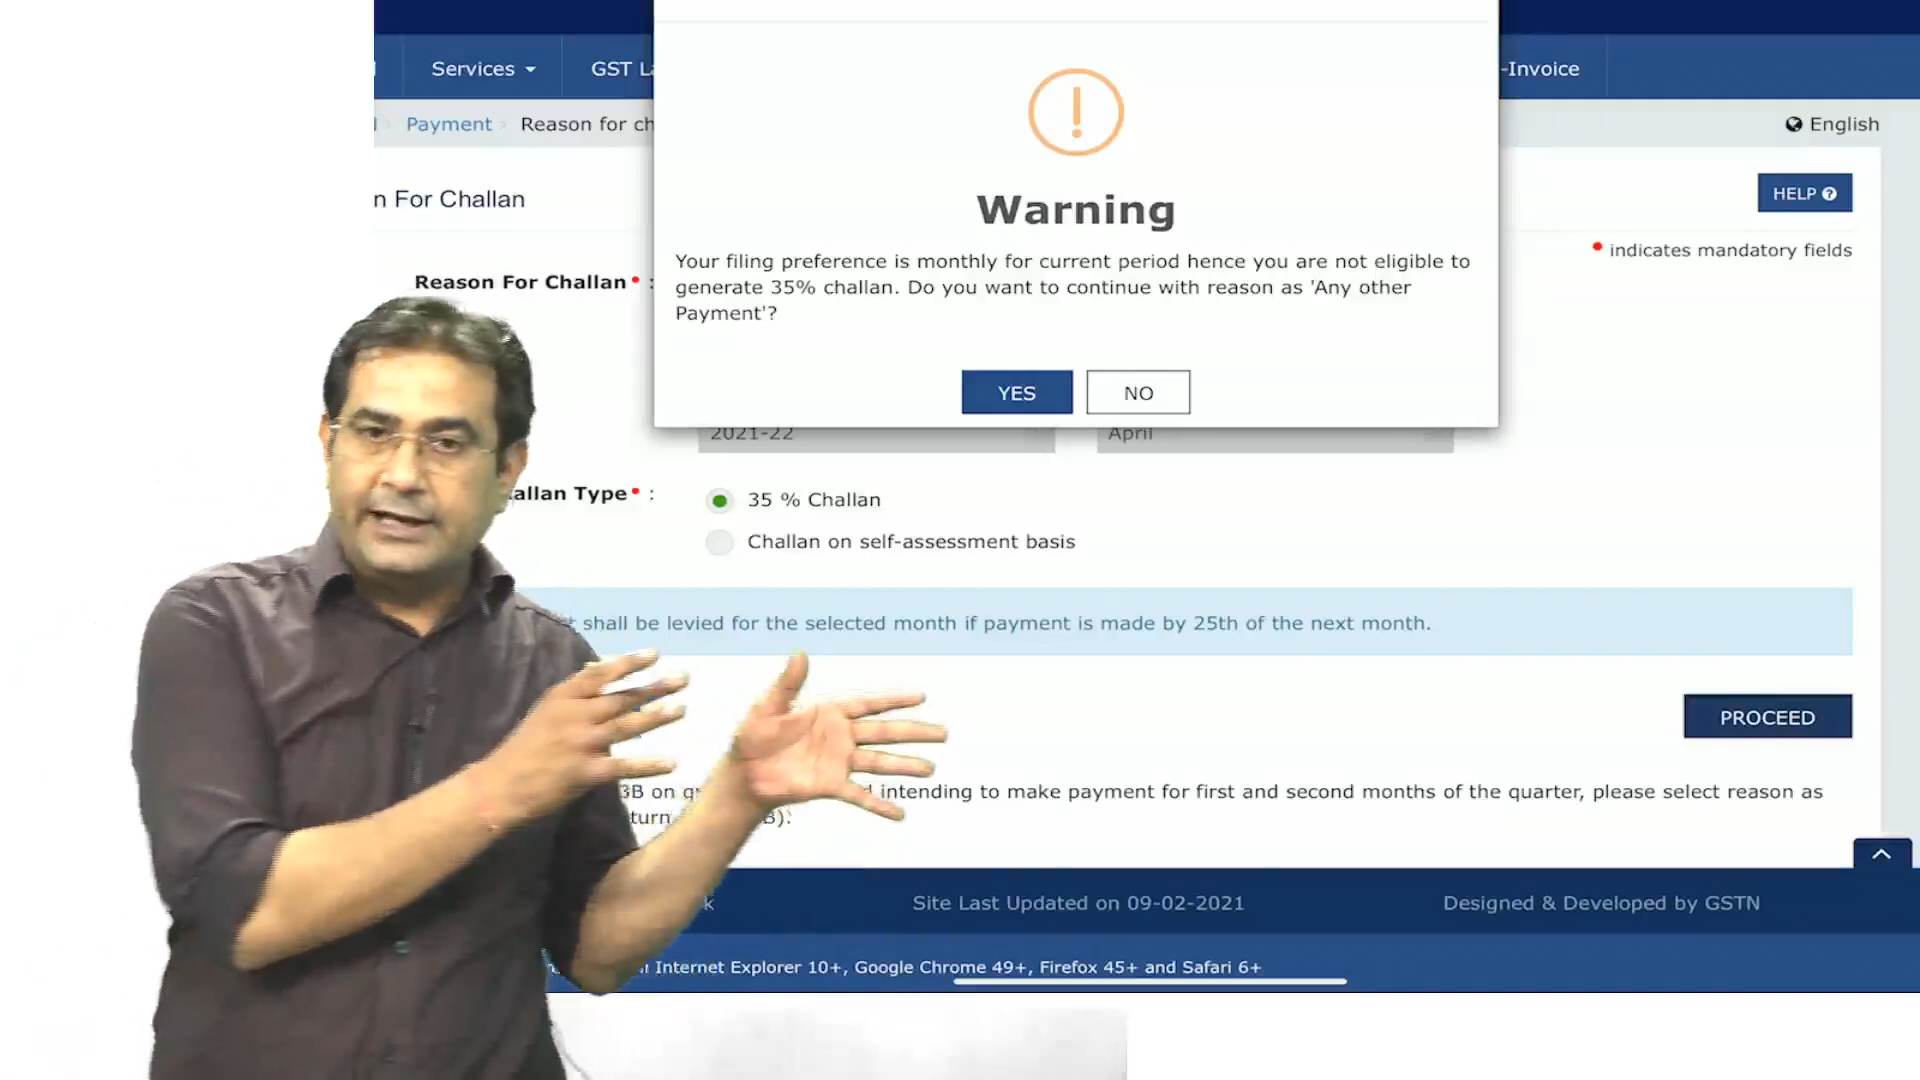 Services
GST
-Invoice
Payment
Reason for
English
For Challan
HELP
indicates mandatory fields
Reason For Challan • :
Warning
Your filing preference is monthly for current period hence you are not eligible to
generate 35% challan. Do you want to continue with reason as 'Any other
Payment'?
YES
NO
2021-22
April
Type • :
35 % Challan
Challan on self-assessment basis
shall be levied for the selected month if payment is made by 25th of the next month.
PROCEED
3B on
intending to make payment for first and second months of the quarter, please select reason as
B).
Site Last Updated on 09-02-2021
Designed & Developed by GSTN
Internet Explorer 10+, Google Chrome 49+, Firefox 45+ and Safari 6+